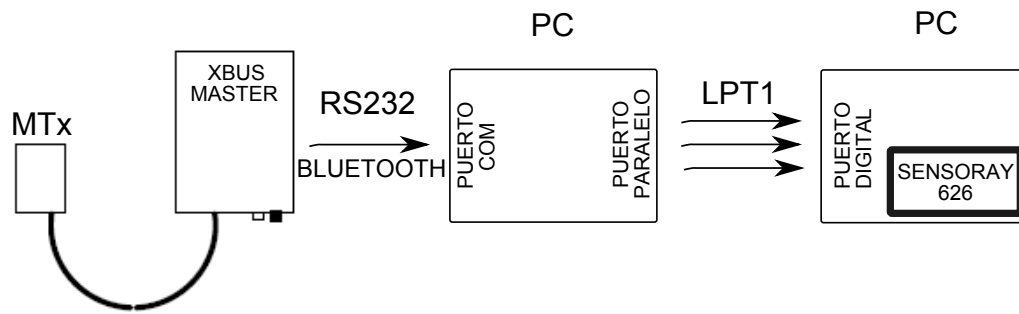 MTx
XBUS
MASTER
RS232
BLUETOOTH
PC
PUERTO
COM
PUERTO
PARALELO
LPT1
PC
PUERTO
DIGITAL
SENSORAY
626